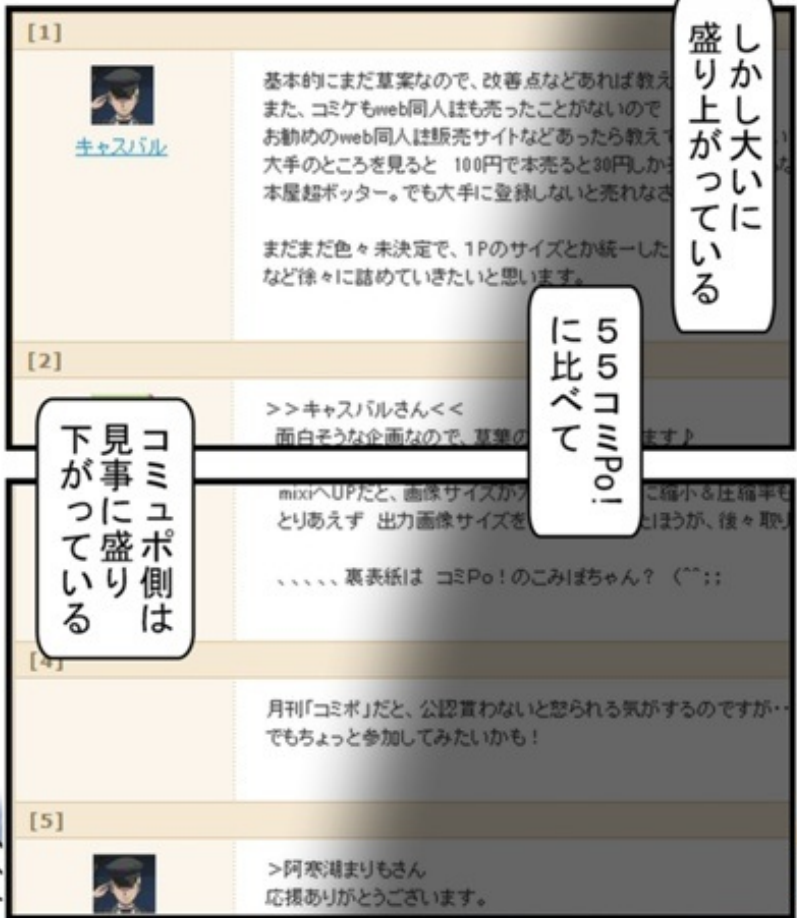 しかし大いに
盛り上がっている
[1]
キャスバル
基本的にまだ草案なので、改善点などあれば教え
また、コミケもweb同人誌も売ったことがないので
お勧めのweb同人誌販売サイトなどあったら教えて
大手のところを見ると 100円で本売ると30円しか
本屋超ボッター。でも大手に登録しないと売れなさ
まだまだ色々未決定で、1Pのサイズとか統一した
など徐々に詰めていきたいと思います。
55コミPo!
に比べて
[2]
>>キャスバルさん<<
面白そうな企画なので、草葉の
ます♪
コミュポ側は
見事に盛り
下がっている
mixiへUPだと、画像サイズが
に縮小&圧縮率も
とりあえず 出力画像サイズを
たほうが、後々取り
、、、、、裏表紙は コミPo!のこみぽちゃん? (^^;;
[4]
月刊「コミポ」だと、公認貰わないと怒られる気がするのですが・・
でもちょっと参加してみたいかも!
[5]
>阿寒湖まりもさん
応援ありがとうございます。